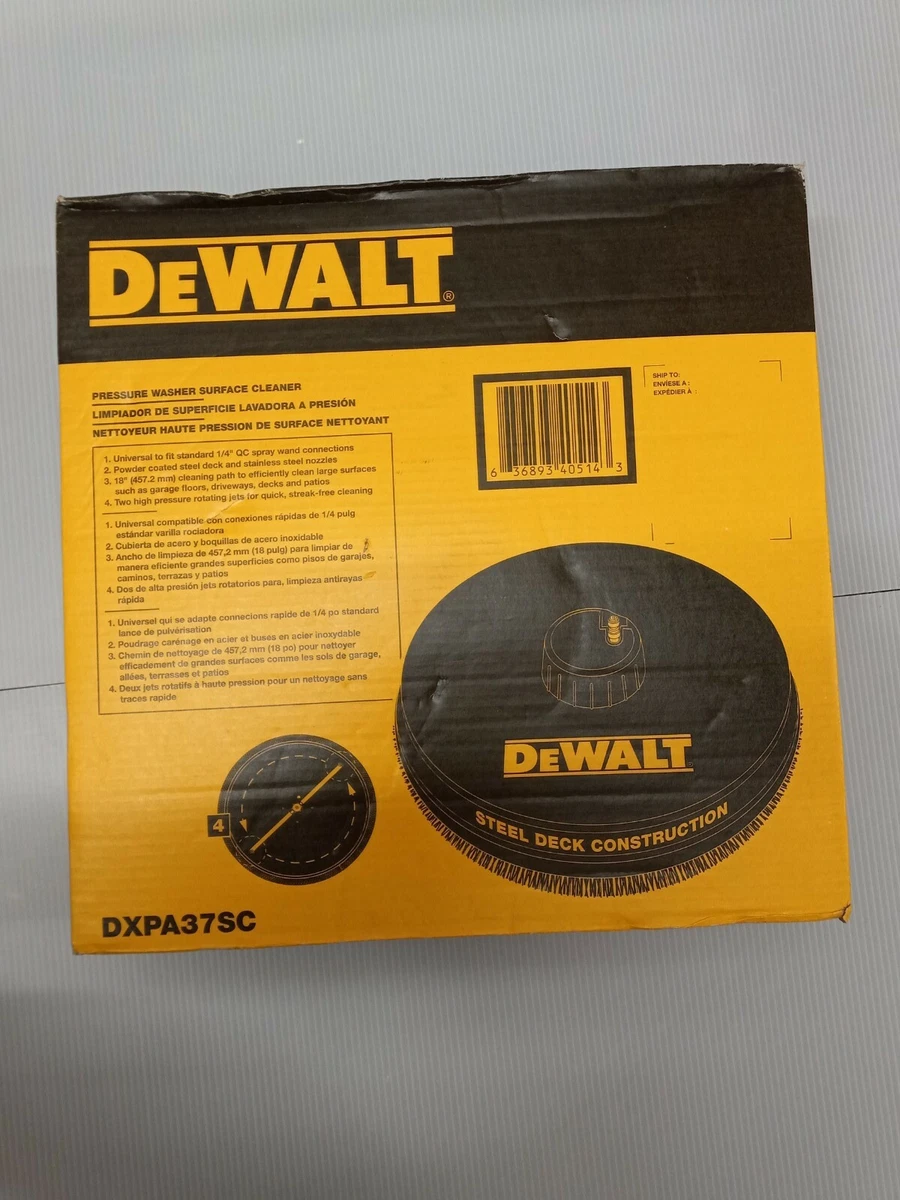 DEWALT®
PRESSURE WASHER SURFACE CLEANER
LIMPIADOR DE SUPERFICIE LAVADORA A PRESIÓN
NETTOYEUR HAUTE PRESSION DE SURFACE NETTOYANT
1. Universal to fit standard 1/4" QC spray wand connections
2. Powder coated steel deck and stainless steel nozzles
3. 18" (457.2 mm) cleaning path to efficiently clean large surfaces
such as garage floors, driveways, decks and patios
4. Two high pressure rotating jets for quick, streak-free cleaning
1. Universal compatible con conexiones rápidas de 1/4 pulg
estándar varilla rociadora
2. Cubierta de acero y boquillas de acero inoxidable
3. Ancho de limpieza de 457,2 mm (18 pulg) para limpiar de
manera eficiente grandes superficies como pisos de garajes,
caminos, terrazas y patios
4. Dos de alta presión jets rotatorios para, limpieza antirayas
rápida
1. Universel qui se adapte connecions rapide de 1/4 po standard
lance de pulvérisation
2. Poudrage carénage en acier et buses en acier inoxydable
3. Chemin de nettoyage de 457,2 mm (18 po) pour nettoyer
efficadement de grandes surfaces comme les sols de garage,
allées, terrasses et patios
4. Deux jets rotatifs à haute pression pour un nettoyage sans
traces rapide
6 36893 40514 3
SHIP TO:
ENVÍESE A :
EXPÉDIER À :
DEWALT
STEEL DECK CONSTRUCTION
4
DXPA37SC